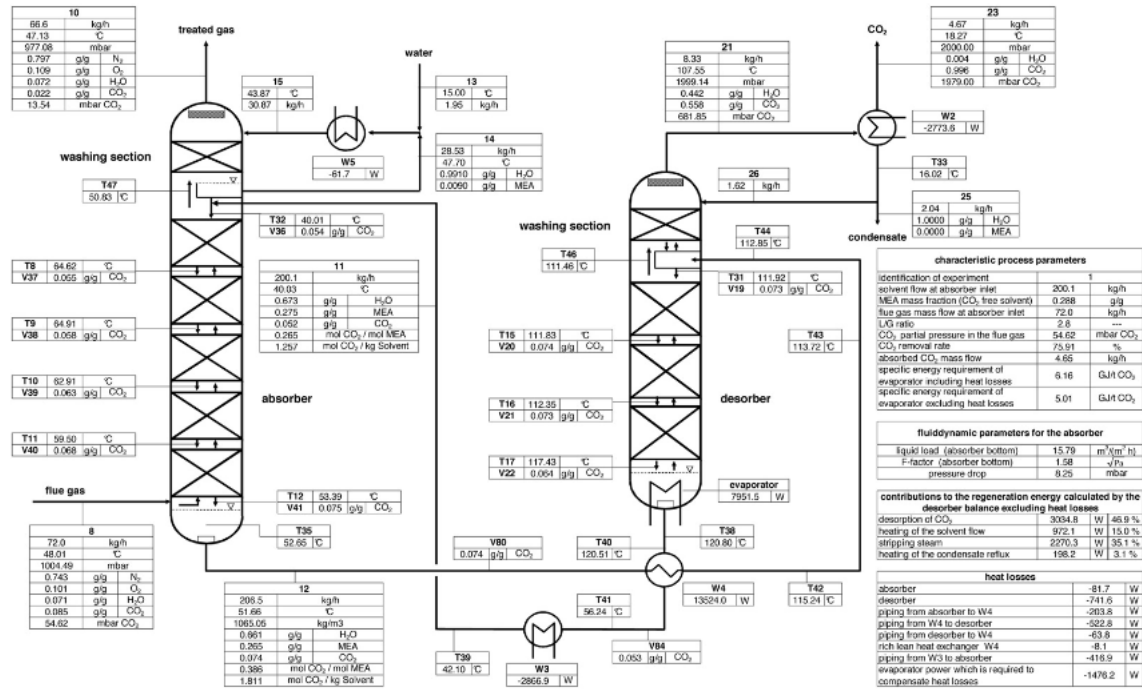 10
66.6 kg/h
47.13 °C
977.08 mbar
0.797 g/g N₂
0.109 g/g O₂
0.072 g/g H₂O
0.022 g/g CO₂
13.54 mbar CO₂
treated gas
water
15
43.87 °C
30.87 kg/h
13
15.00 °C
1.95 kg/h
14
28.53 kg/h
47.70 °C
0.9910 g/g H₂O
0.0090 g/g MEA
W5
-61.7 W
washing section
T47
50.83 °C
T32 40.01 °C
V36 0.054 g/g CO₂
T8 64.62 °C
V37 0.055 g/g CO₂
T9 64.91 °C
V38 0.058 g/g CO₂
T10 62.91 °C
V39 0.063 g/g CO₂
T11 59.50 °C
V40 0.068 g/g CO₂
T12 53.39 °C
V41 0.075 g/g CO₂
T35
52.65 °C
11
200.1 kg/h
40.03 °C
0.673 g/g H₂O
0.275 g/g MEA
0.052 g/g CO₂
0.265 mol CO₂ / mol MEA
1.257 mol CO₂ / kg Solvent
absorber
flue gas
8
72.0 kg/h
48.01 °C
1004.49 mbar
0.743 g/g N₂
0.101 g/g O₂
0.071 g/g H₂O
0.085 g/g CO₂
54.62 mbar CO₂
12
206.5 kg/h
51.66 °C
1065.05 kg/m3
0.661 g/g H₂O
0.265 g/g MEA
0.074 g/g CO₂
0.386 mol CO₂ / mol MEA
1.811 mol CO₂ / kg Solvent
V80
0.074 g/g CO₂
T39
42.10 °C
W3
-2866.9 W
T41
56.24 °C
V84
0.053 g/g CO₂
T40
120.51 °C
T38
120.80 °C
W4
13524.0 W
T42
115.24 °C
21
8.33 kg/h
107.55 °C
1999.14 mbar
0.442 g/g H₂O
0.558 g/g CO₂
681.85 mbar CO₂
CO₂
23
4.67 kg/h
18.27 °C
2000.00 mbar
0.004 g/g H₂O
0.996 g/g CO₂
1979.00 mbar CO₂
W2
-2773.6 W
T33
16.02 °C
26
1.62 kg/h
25
2.04 kg/h
1.0000 g/g H₂O
0.0000 g/g MEA
condensate
washing section
T44
112.85 °C
T46
111.46 °C
T31 111.92 °C
V19 0.073 g/g CO₂
T15 111.83 °C
V20 0.074 g/g CO₂
T16 112.35 °C
V21 0.073 g/g CO₂
T17 117.43 °C
V22 0.064 g/g CO₂
T43
113.72 °C
desorber
evaporator
7951.5 W
characteristic process parameters
identification of experiment 1
solvent flow at absorber inlet 200.1 kg/h
MEA mass fraction (CO₂ free solvent) 0.288 g/g
flue gas mass flow at absorber inlet 72.0 kg/h
L/G ratio 2.8 ---
CO₂ partial pressure in the flue gas 54.62 mbar CO₂
CO₂ removal rate 75.91 %
absorbed CO₂ mass flow 4.65 kg/h
specific energy requirement of evaporator including heat losses 6.16 GJ/t CO₂
specific energy requirement of evaporator excluding heat losses 5.01 GJ/t CO₂
fluiddynamic parameters for the absorber
liquid load (absorber bottom) 15.79 m³/(m² h)
F-factor (absorber bottom) 1.58 √Pa
pressure drop 8.25 mbar
contributions to the regeneration energy calculated by the desorber balance excluding heat losses
desorption of CO₂ 3034.8 W 46.9 %
heating of the solvent flow 972.1 W 15.0 %
stripping steam 2270.3 W 35.1 %
heating of the condensate reflux 198.2 W 3.1 %
heat losses
absorber -81.7 W
desorber -741.6 W
piping from absorber to W4 -203.8 W
piping from W4 to desorber -522.8 W
piping from desorber to W4 -63.8 W
rich lean heat exchanger W4 -8.1 W
piping from W3 to absorber -416.9 W
evaporator power which is required to compensate heat losses -1476.2 W